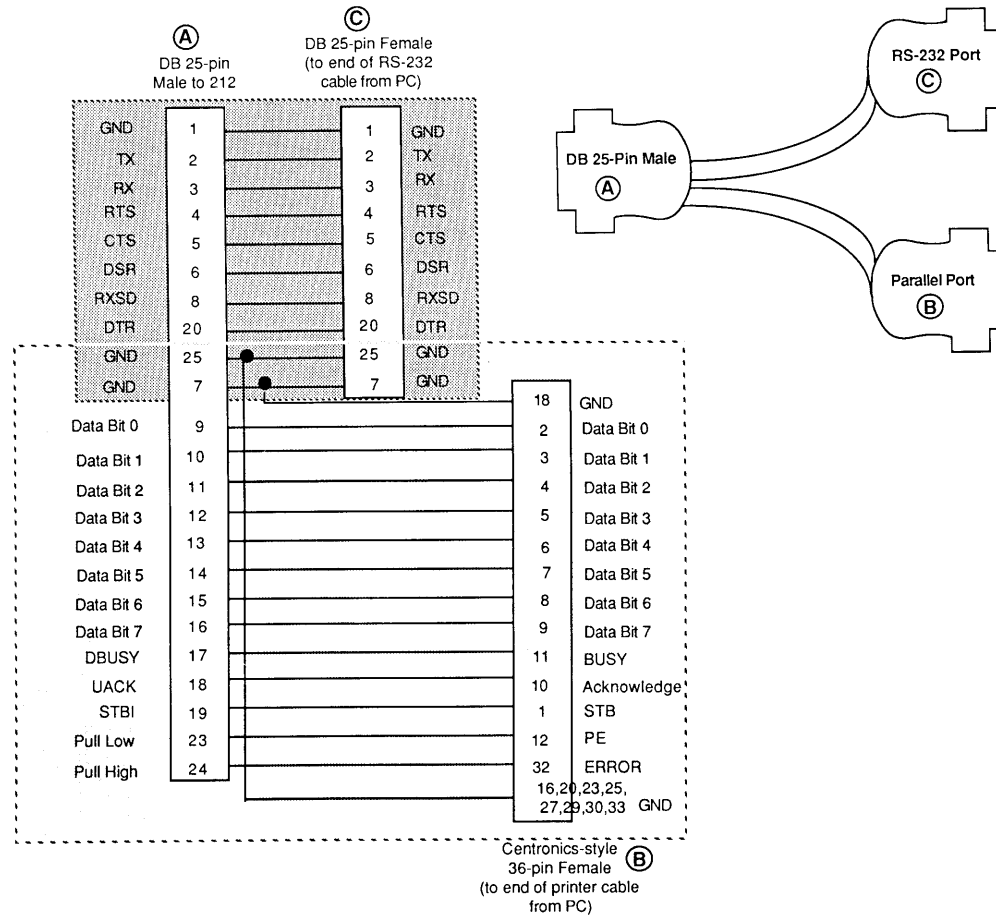 A
DB 25-pin
Male to 212
C
DB 25-pin Female
(to end of RS-232
cable from PC)
GND 1 1 GND
TX 2 2 TX
RX 3 3 RX
RTS 4 4 RTS
CTS 5 5 CTS
DSR 6 6 DSR
RXSD 8 8 RXSD
DTR 20 20 DTR
GND 25 25 GND
GND 7 7 GND
18 GND
Data Bit 0 9 2 Data Bit 0
Data Bit 1 10 3 Data Bit 1
Data Bit 2 11 4 Data Bit 2
Data Bit 3 12 5 Data Bit 3
Data Bit 4 13 6 Data Bit 4
Data Bit 5 14 7 Data Bit 5
Data Bit 6 15 8 Data Bit 6
Data Bit 7 16 9 Data Bit 7
DBUSY 17 11 BUSY
UACK 18 10 Acknowledge
STBI 19 1 STB
Pull Low 23 12 PE
Pull High 24 32 ERROR
16,20,23,25,
27,29,30,33 GND
Centronics-style
36-pin Female
(to end of printer cable
from PC)
B
DB 25-Pin Male
A
RS-232 Port
C
Parallel Port
B